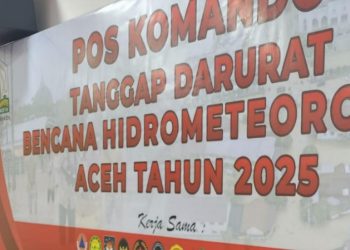 POS KOMANDO
TANGGAP DARURAT
BENCANA HIDROMETEORO
ACEH TAHUN 2025
Kerja Sama :